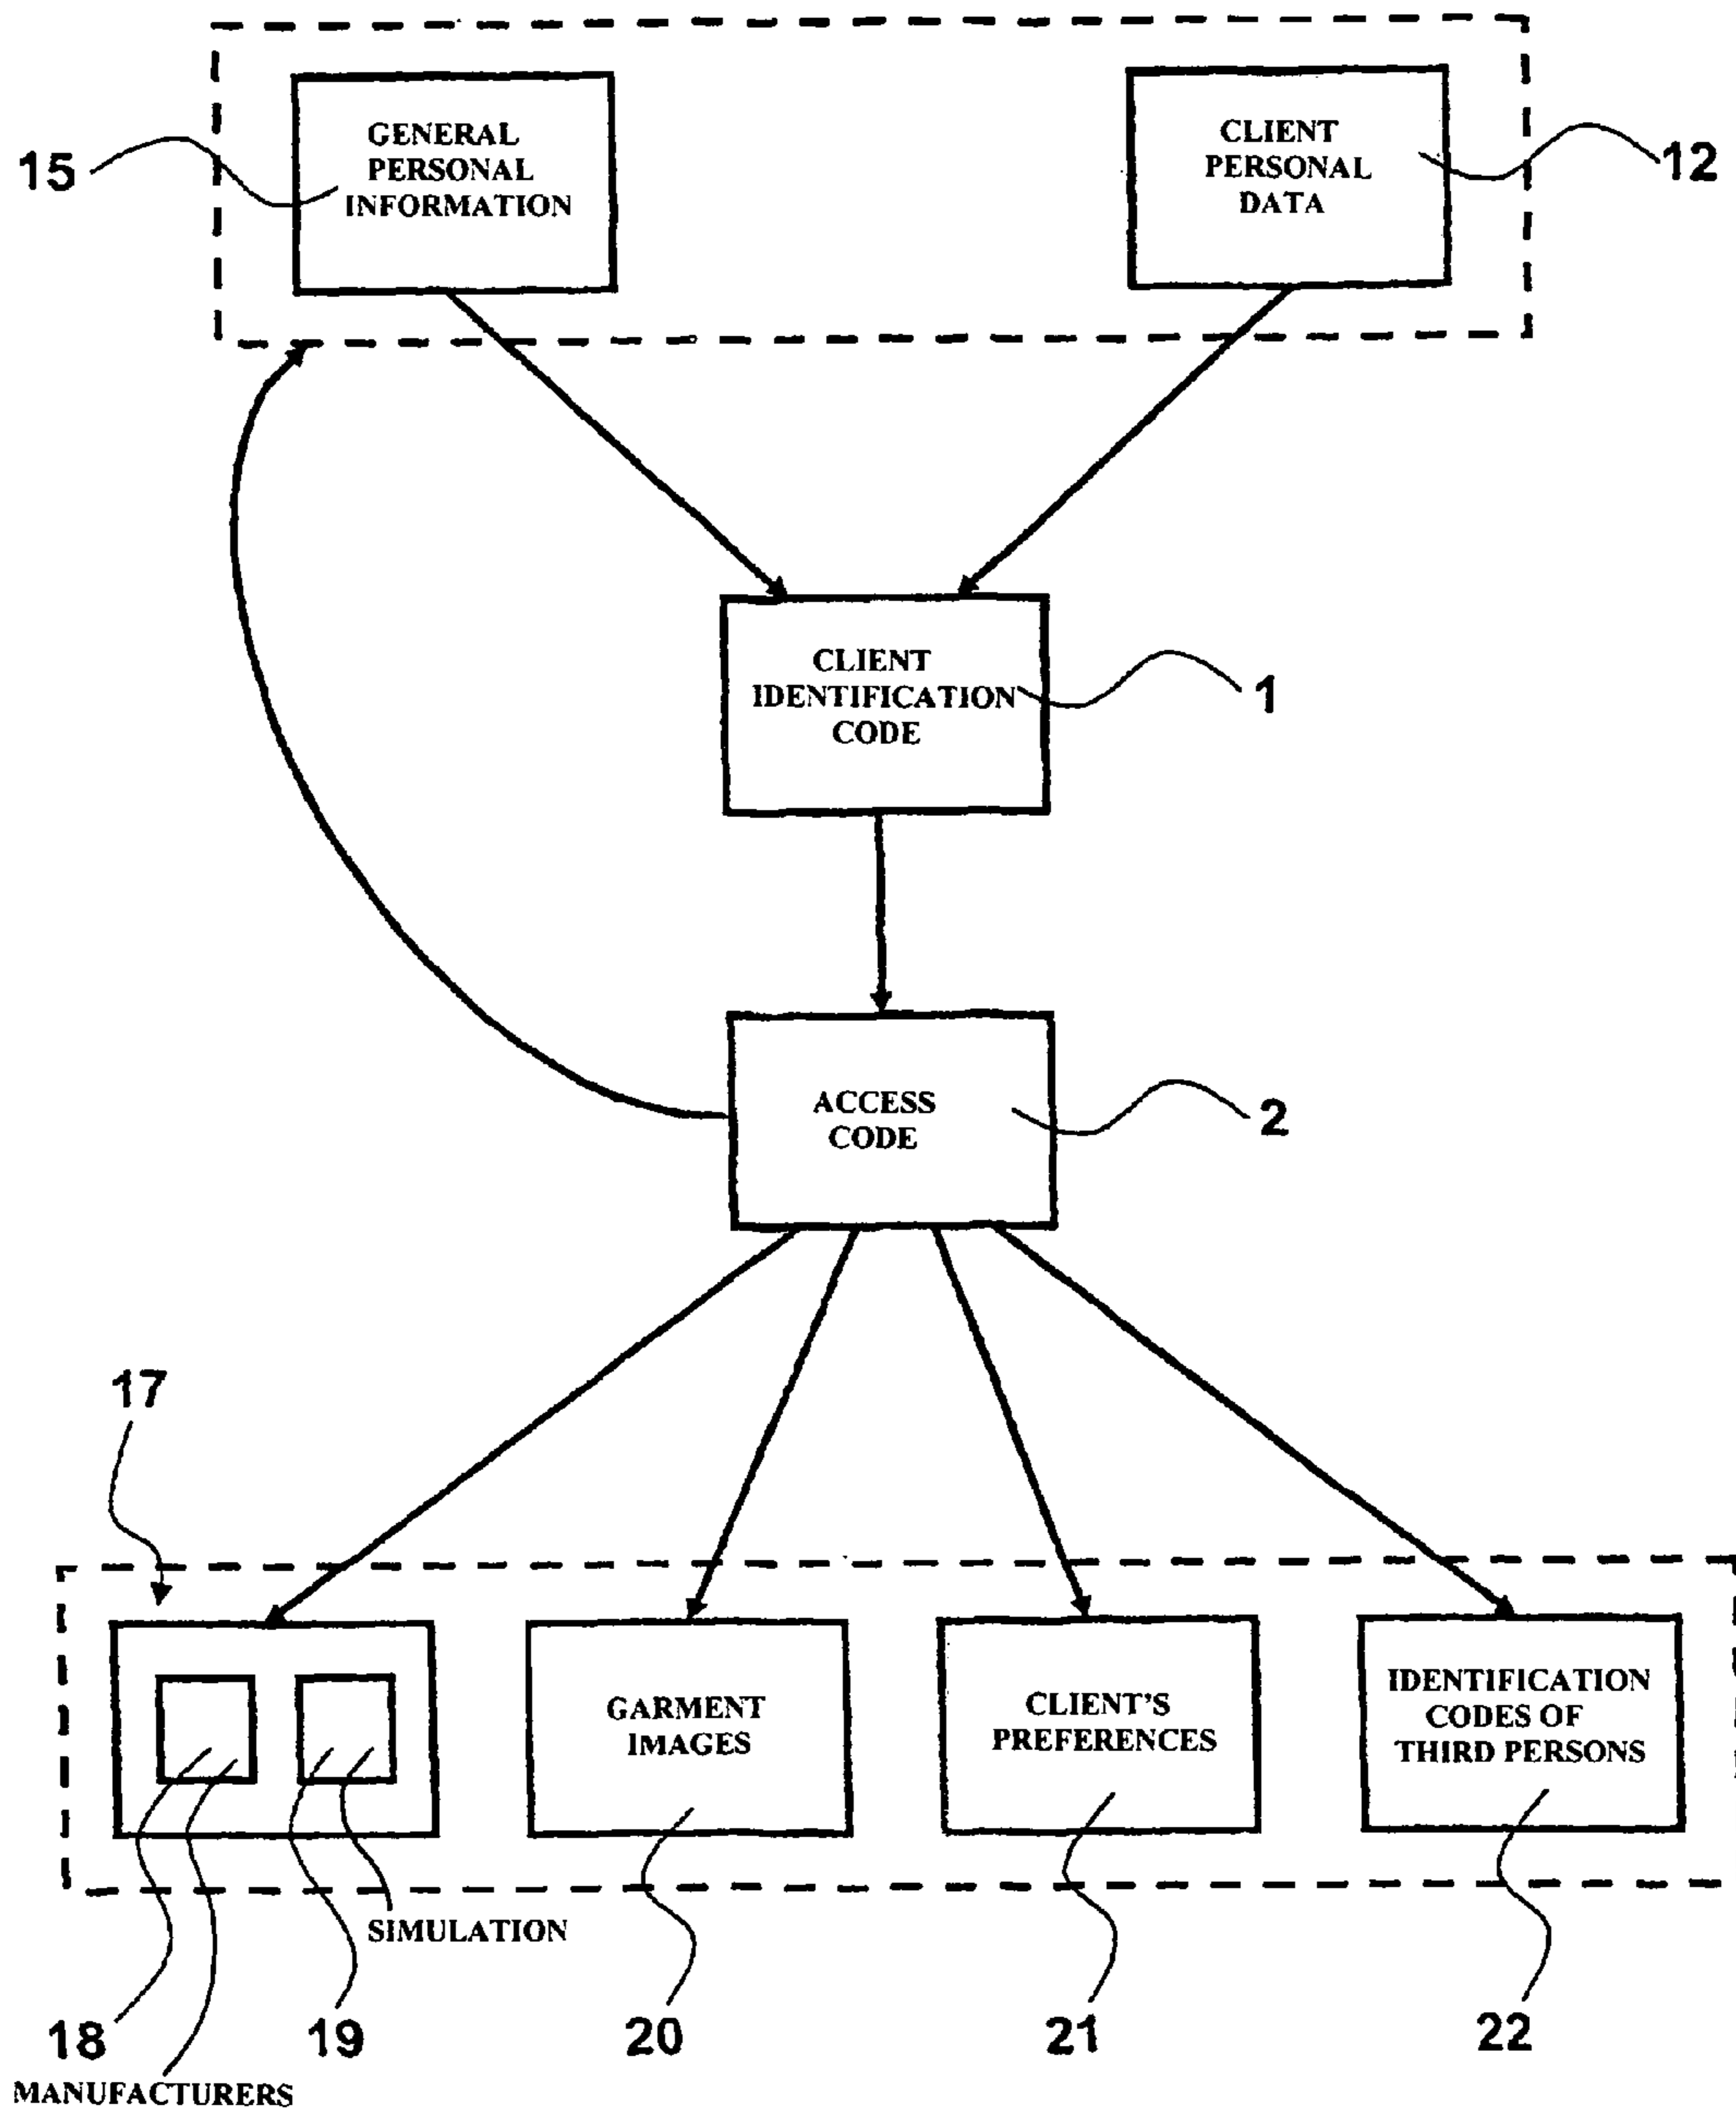 GENERAL
PERSONAL
INFORMATION
15
CLIENT
PERSONAL
DATA
12
CLIENT
IDENTIFICATION
CODE
1
ACCESS
CODE
2
17
GARMENT
IMAGES
CLIENT'S
PREFERENCES
IDENTIFICATION
CODES OF
THIRD PERSONS
SIMULATION
18
19
20
21
22
MANUFACTURERS